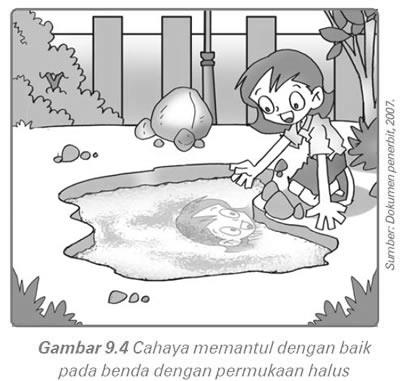 Sumber: Dokumen penerbit, 2007.
Gambar 9.4 Cahaya memantul dengan baik
pada benda dengan permukaan halus